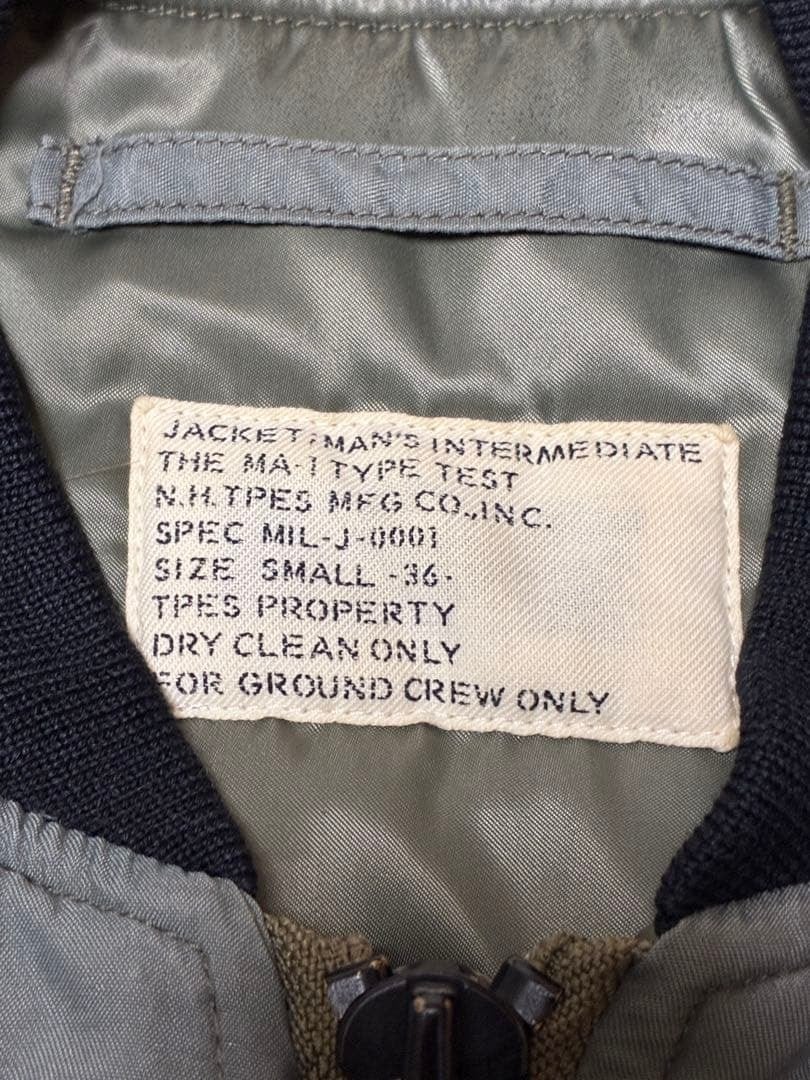 JACKET, MAN'S INTERMEDIATE
THE MA-1 TYPE TEST
N.H. TPES MFG CO.,INC.
SPEC MIL-J-0001
SIZE SMALL -36-
TPES PROPERTY
DRY CLEAN ONLY
FOR GROUND CREW ONLY